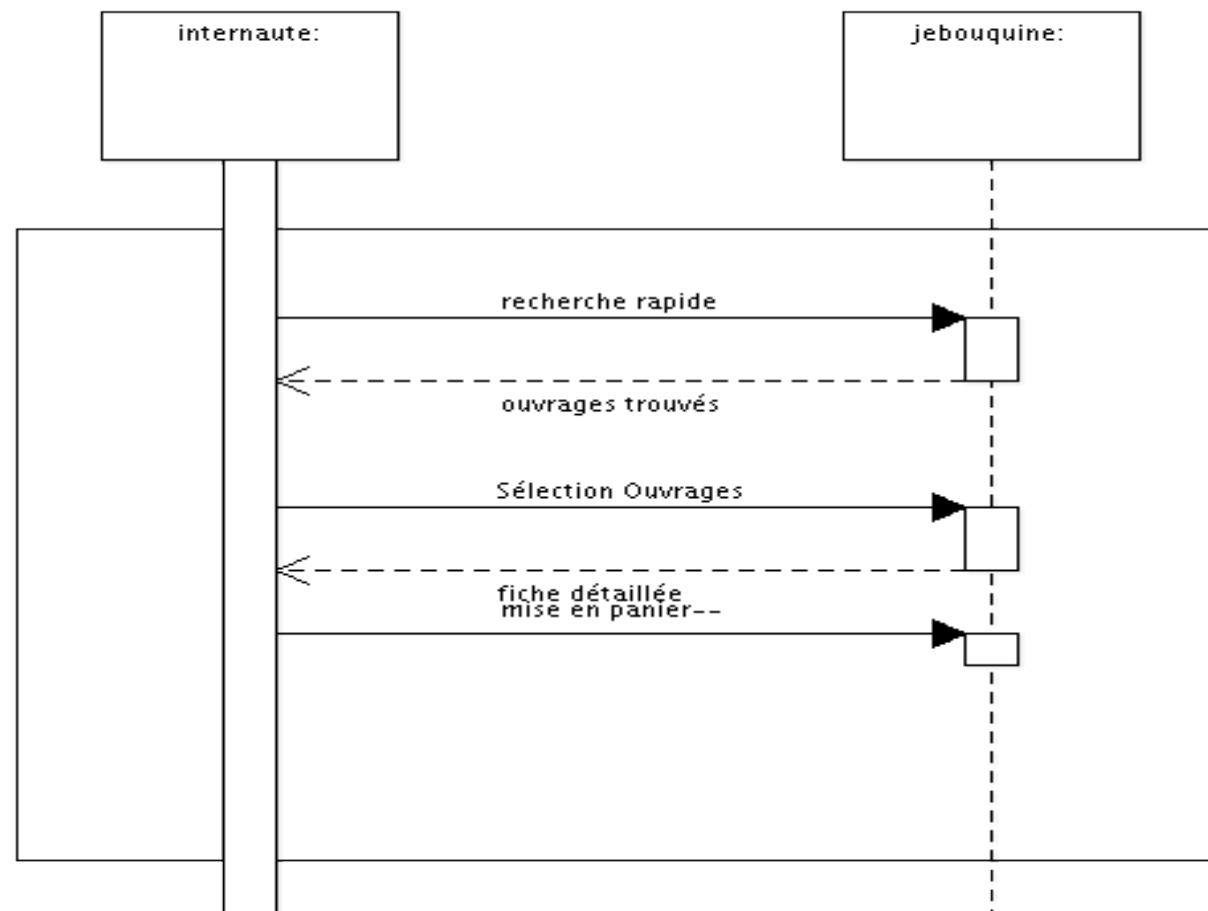 internaute:
jebouquine:
recherche rapide
ouvrages trouvés
Sélection Ouvrages
fiche détaillée
mise en panier--